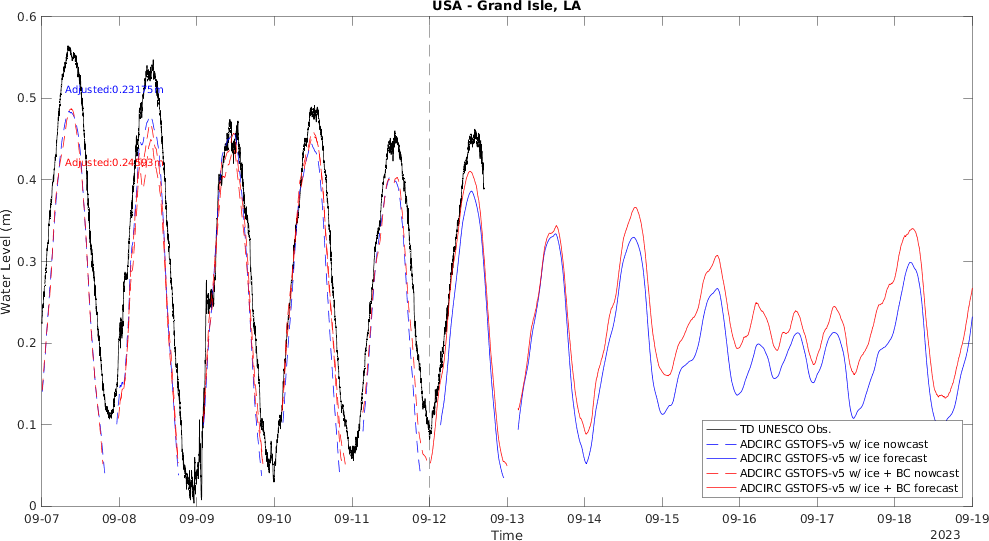 USA - Grand Isle, LA
0.6
0.5
0.4
0.3
0.2
0.1
0
Water Level (m)
Adjusted:0.23175m
09-07 09-08 09-09 09-10 09-11 09-12 09-13 09-14 09-15 09-16 09-17 09-18 09-19
Time
2023
TD UNESCO Obs.
ADCIRC GSTOFS-v5 w/ ice nowcast
ADCIRC GSTOFS-v5 w/ ice forecast
ADCIRC GSTOFS-v5 w/ ice + BC nowcast
ADCIRC GSTOFS-v5 w/ ice + BC forecast